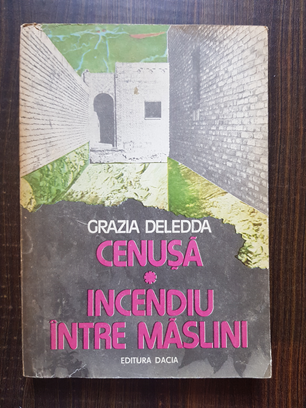 GRAZIA DELEDDA
CENUȘĂ
*
INCENDIU
ÎNTRE MĂSLINI
EDITURA DACIA